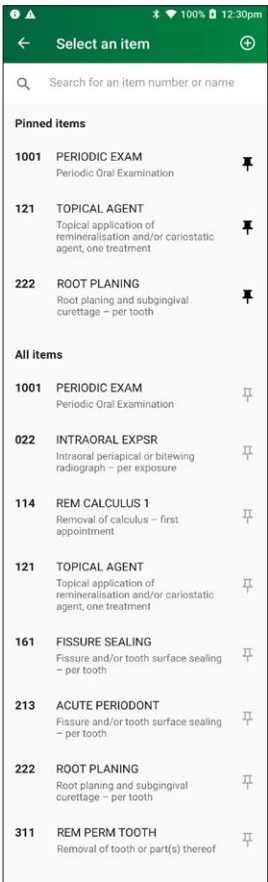 100% 12:30pm
Select an item
Search for an item number or name
Pinned items
1001 PERIODIC EXAM
Periodic Oral Examination
121 TOPICAL AGENT
Topical application of
remineralisation and/or cariostatic
agent, one treatment
222 ROOT PLANING
Root planing and subgingival
curettage – per tooth
All items
1001 PERIODIC EXAM
Periodic Oral Examination
022 INTRAORAL EXPSR
Intraoral periapical or bitewing
radiograph – per exposure
114 REM CALCULUS 1
Removal of calculus – first
appointment
121 TOPICAL AGENT
Topical application of
remineralisation and/or cariostatic
agent, one treatment
161 FISSURE SEALING
Fissure and/or tooth surface sealing
– per tooth
213 ACUTE PERIODONT
Fissure and/or tooth surface sealing
– per tooth
222 ROOT PLANING
Root planing and subgingival
curettage – per tooth
311 REM PERM TOOTH
Removal of tooth or part(s) thereof